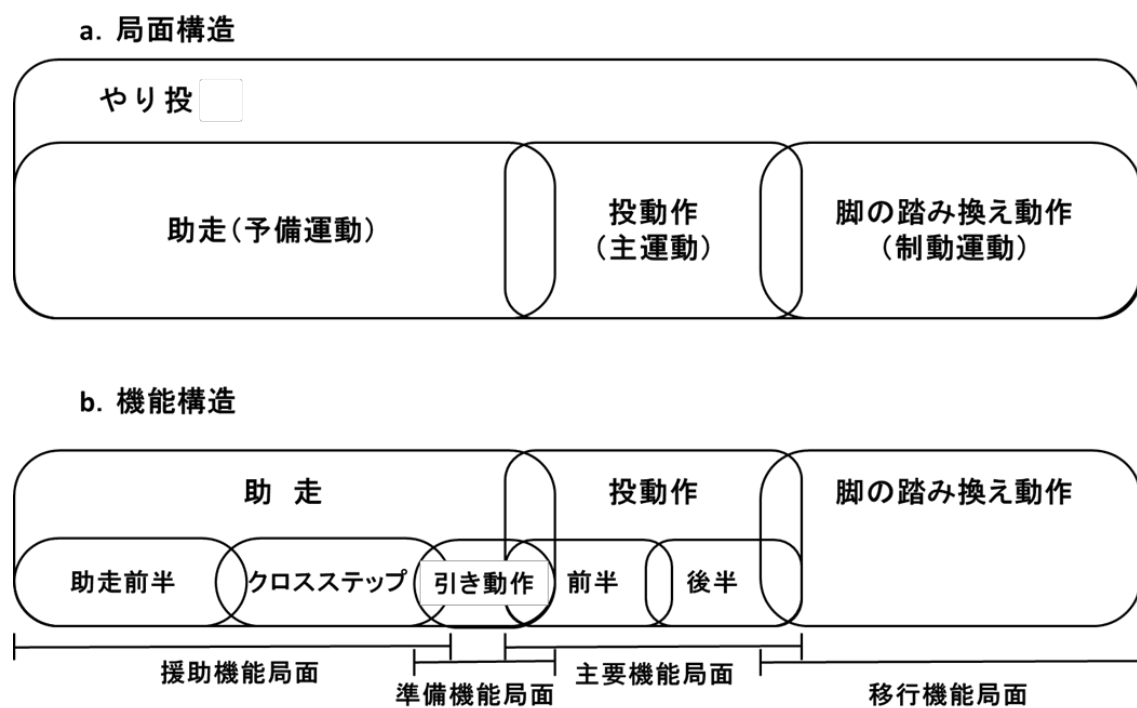 a. 局面構造
やり投
助走(予備運動)
投動作
(主運動)
脚の踏み換え動作
(制動運動)
b. 機能構造
助 走
投動作
脚の踏み換え動作
助走前半
クロスステップ
引き動作
前半
後半
援助機能局面
準備機能局面
主要機能局面
移行機能局面